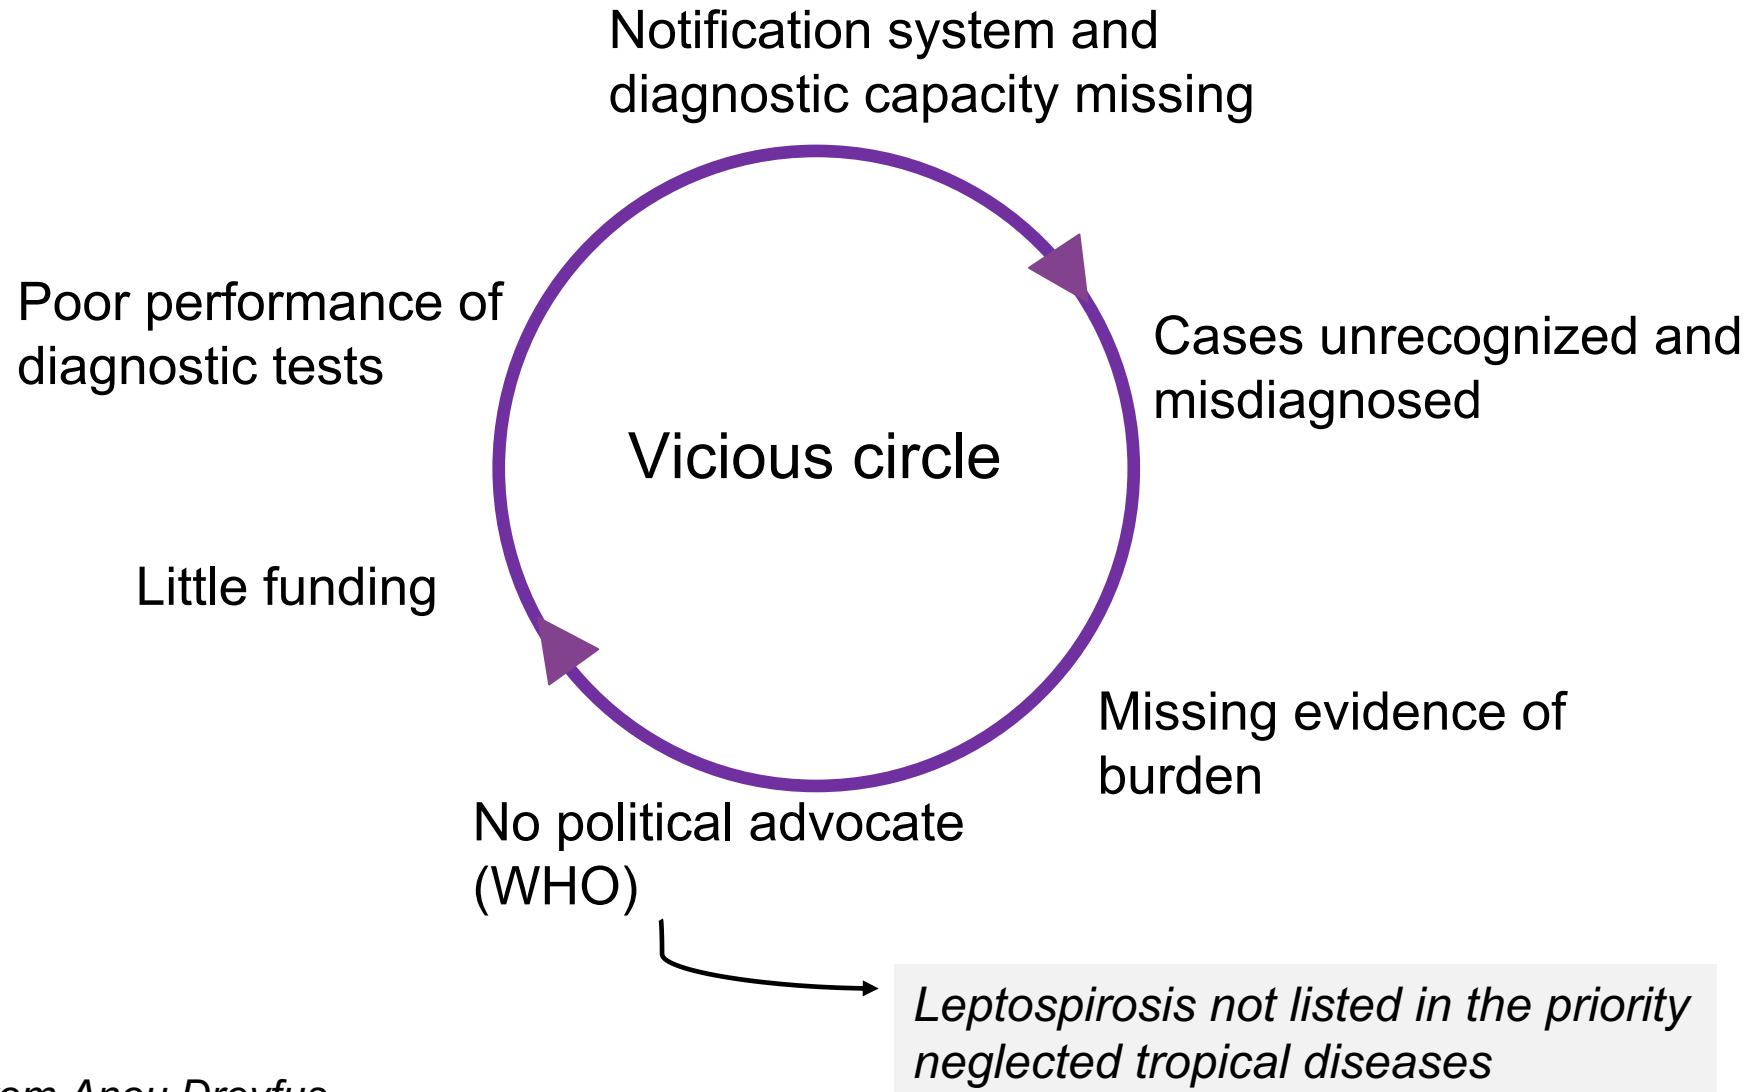 Notification system and
diagnostic capacity missing
Poor performance of
diagnostic tests
Cases unrecognized and
misdiagnosed
Vicious circle
Little funding
Missing evidence of
burden
No political advocate
(WHO)
Leptospirosis not listed in the priority
neglected tropical diseases
Dreyfus